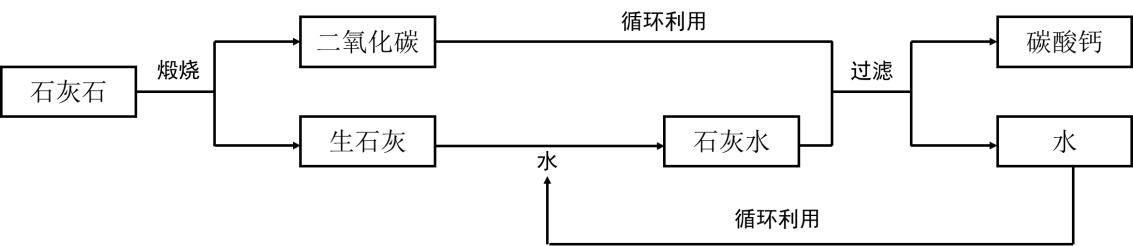 二氧化碳
循环利用
碳酸钙
煅烧
过滤
石灰石
生石灰
石灰水
水
水
循环利用